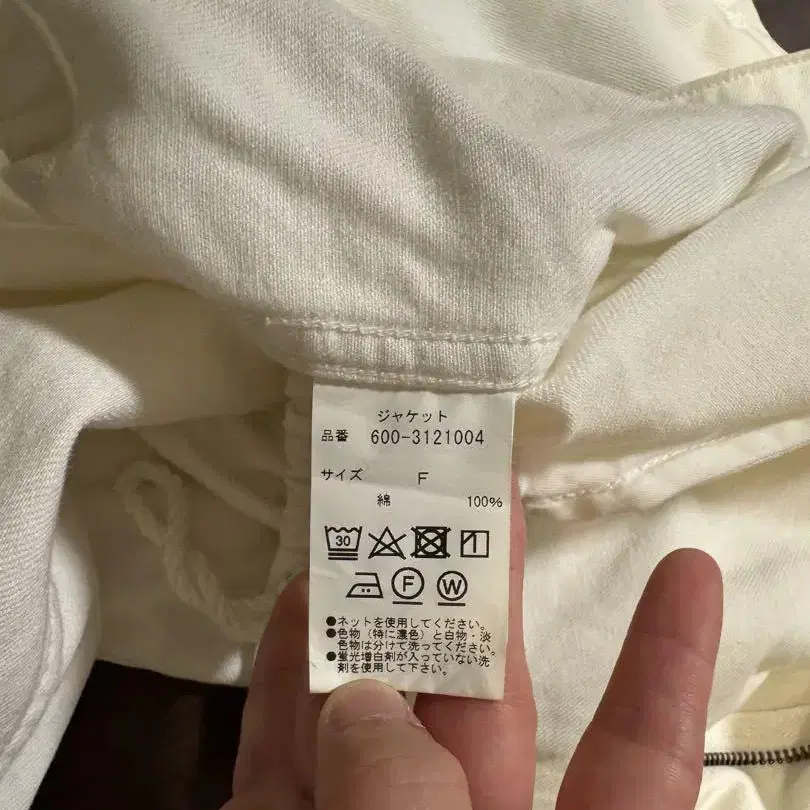 ジャケット
品番 600-3121004
サイズ F
綿 100%
30
F W
●ネットを使用してください。
●色物（特に濃色）と白物・淡
色物は分けて洗ってください。
●蛍光増白剤が入っていない洗
剤を使用して下さい。